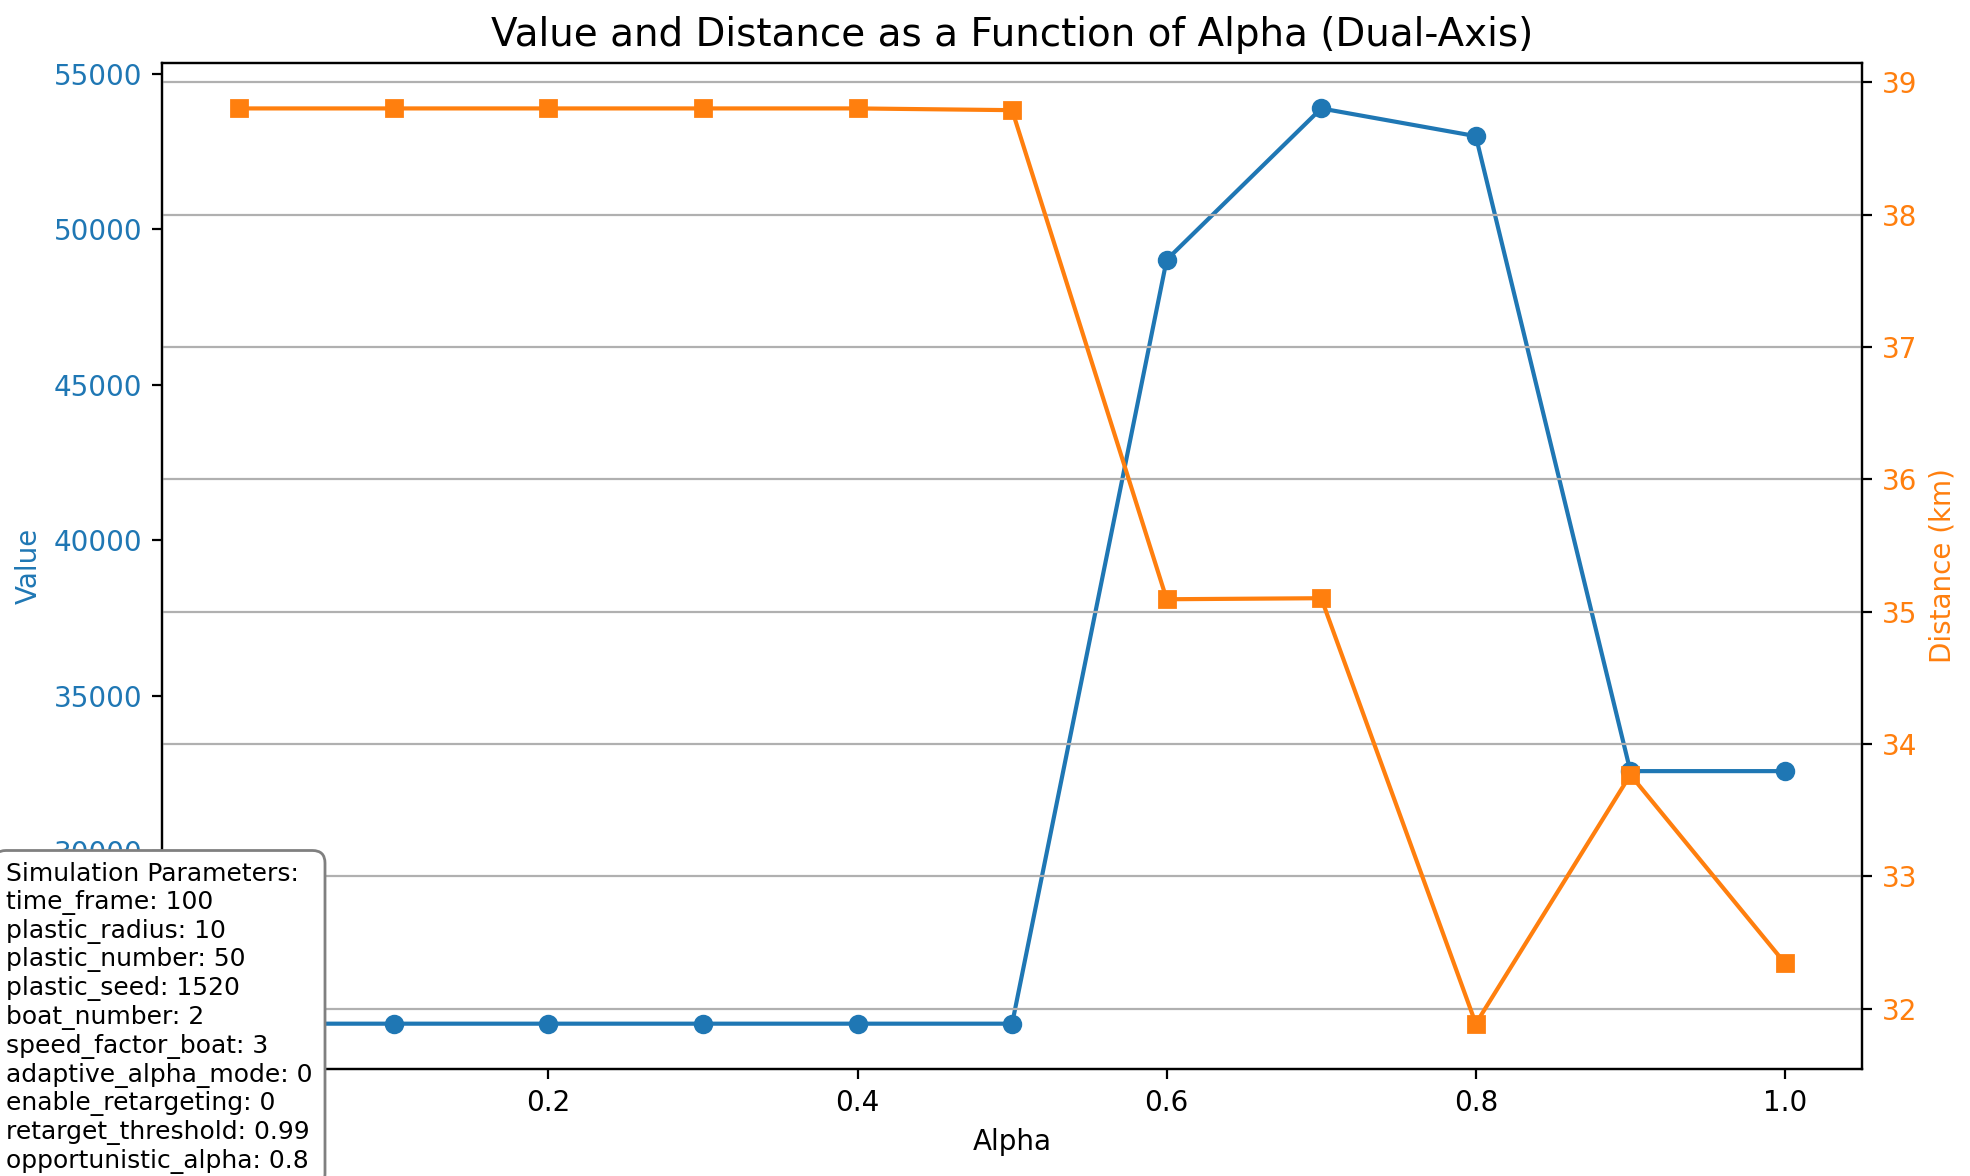 Value and Distance as a Function of Alpha (Dual-Axis)
55000
50000
45000
40000
35000
30000
Value
39
38
37
36
35
34
33
32
Distance (km)
0.2
0.4
0.6
0.8
1.0
Alpha
Simulation Parameters:
time_frame: 100
plastic_radius: 10
plastic_number: 50
plastic_seed: 1520
boat_number: 2
speed_factor_boat: 3
adaptive_alpha_mode: 0
enable_retargeting: 0
retarget_threshold: 0.99
opportunistic_alpha: 0.8